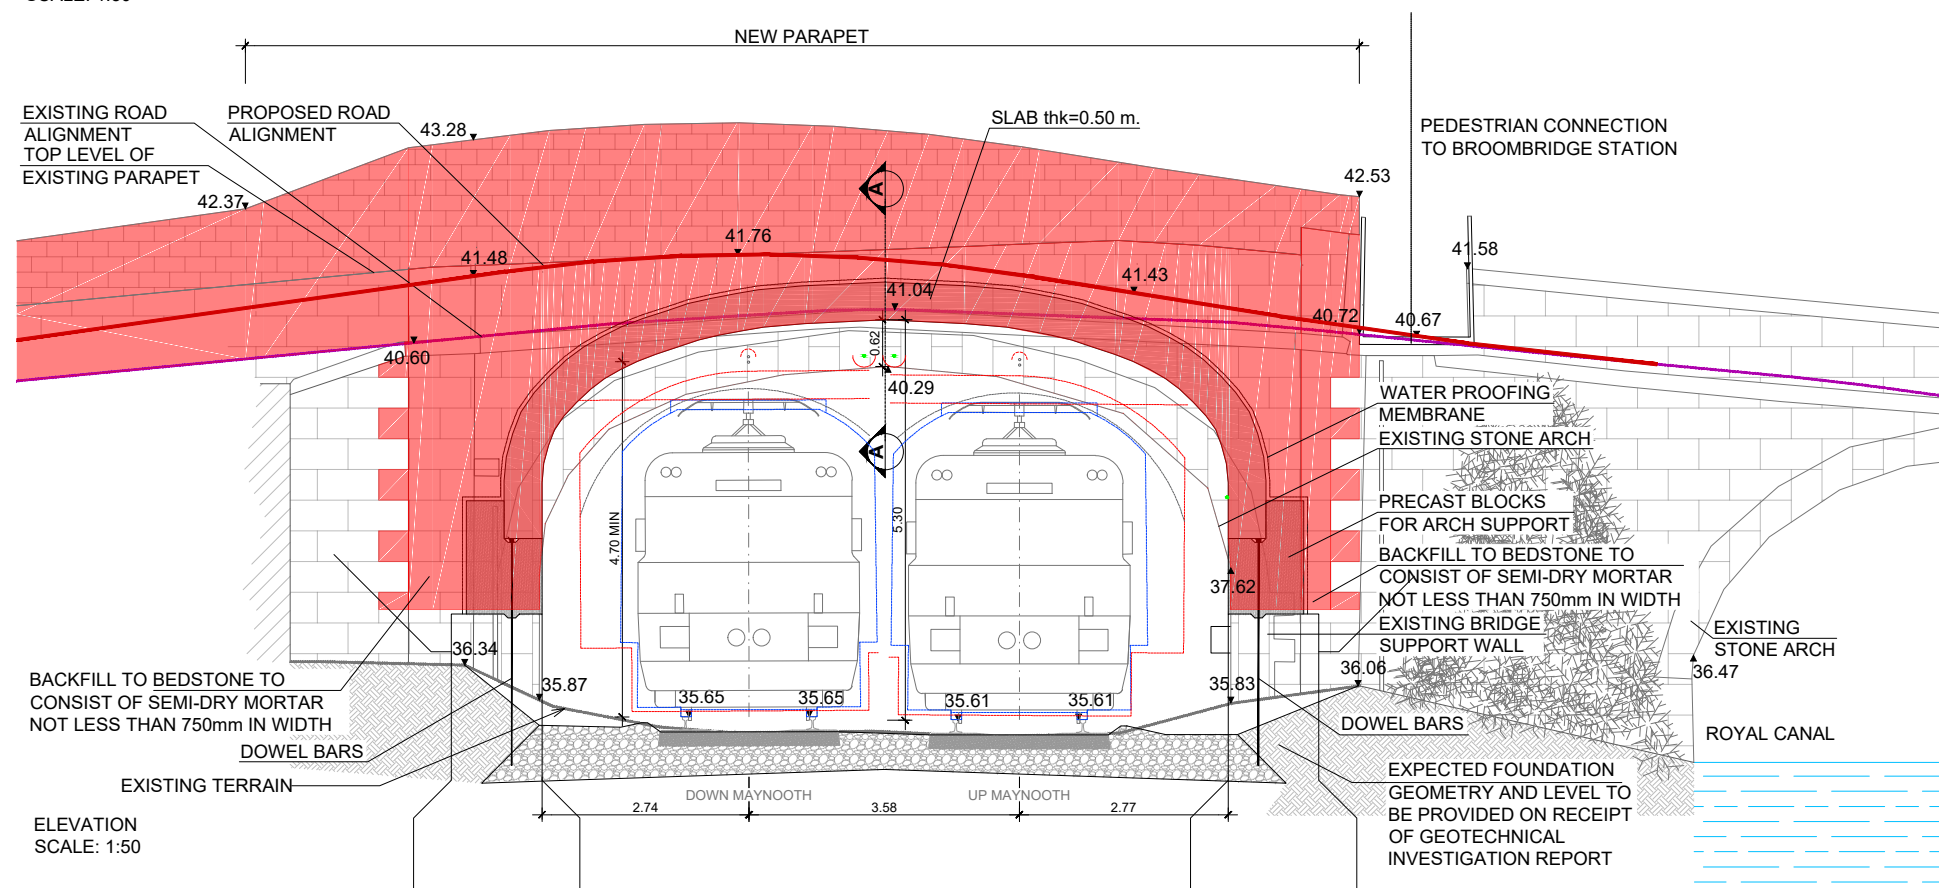 NEW PARAPET
EXISTING ROAD
ALIGNMENT
TOP LEVEL OF
EXISTING PARAPET
PROPOSED ROAD
ALIGNMENT
43.28
SLAB thk=0.50 m.
PEDESTRIAN CONNECTION
TO BROOMBRIDGE STATION
42.37
A
42.53
41.76
41.48
41.43
41.58
41.04
40.72
40.67
40.60
0.62
40.29
WATER PROOFING
MEMBRANE
EXISTING STONE ARCH
A
4.70 MIN
5.30
PRECAST BLOCKS
FOR ARCH SUPPORT
BACKFILL TO BEDSTONE TO
CONSIST OF SEMI-DRY MORTAR
NOT LESS THAN 750mm IN WIDTH
37.62
EXISTING BRIDGE
SUPPORT WALL
EXISTING
STONE ARCH
36.34
36.06
36.47
BACKFILL TO BEDSTONE TO
CONSIST OF SEMI-DRY MORTAR
NOT LESS THAN 750mm IN WIDTH
35.87
35.65
35.65
35.61
35.61
35.83
DOWEL BARS
DOWEL BARS
ROYAL CANAL
EXISTING TERRAIN
EXPECTED FOUNDATION
GEOMETRY AND LEVEL TO
BE PROVIDED ON RECEIPT
OF GEOTECHNICAL
INVESTIGATION REPORT
DOWN MAYNOOTH
UP MAYNOOTH
2.74
3.58
2.77
ELEVATION
SCALE: 1:50